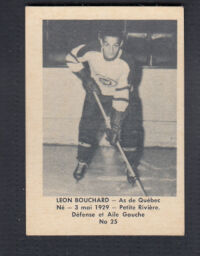 LEON BOUCHARD — As de Québec
Né — 3 mai 1929 — Petite Rivière.
Défense et Aile Gauche
No 25